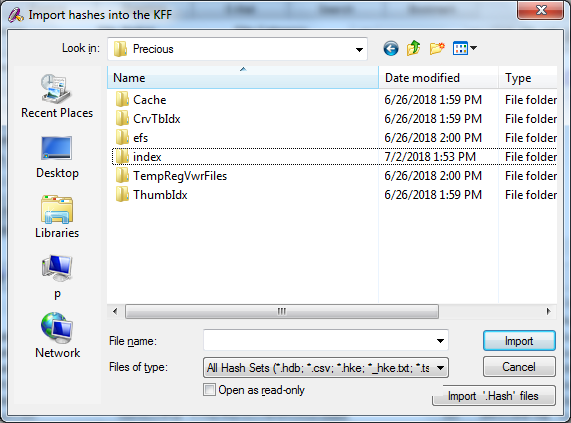 Import hashes into the KFF
Look in: Precious
Name Date modified Type
Cache 6/26/2018 1:59 PM File folder
CrvTbIdx 6/26/2018 1:59 PM File folder
efs 6/26/2018 2:00 PM File folder
index 7/2/2018 1:53 PM File folder
TempRegVwrFiles 6/26/2018 2:00 PM File folder
ThumbIdx 6/26/2018 1:59 PM File folder
Recent Places
Desktop
Libraries
p
Network
File name: Import
Files of type: All Hash Sets (*.hdb; *.csv; *.hke; *_hke.txt; *.ts Cancel
Open as read-only
Import '.Hash' files